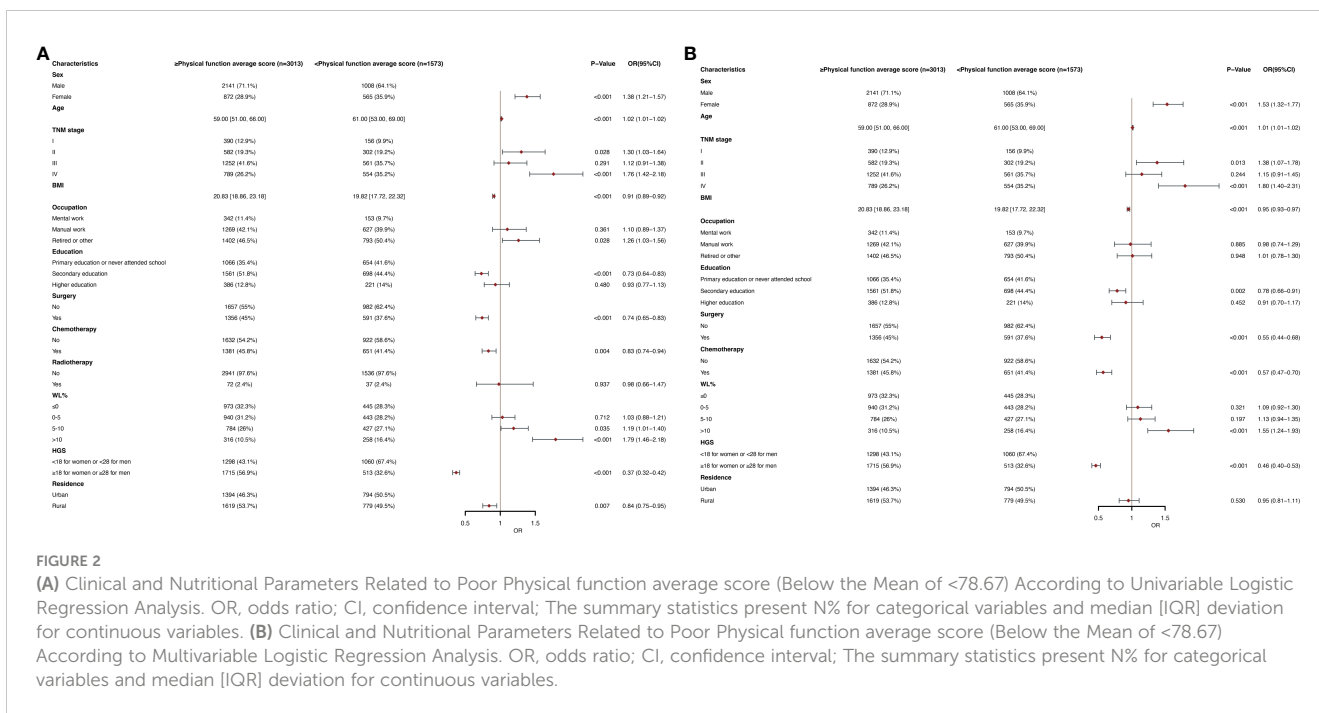 A
Characteristics ≥Physical function average score (n=3013) <Physical function average score (n=1573) P−Value OR(95%CI)
Sex
Male 2141 (71.1%) 1008 (64.1%)
Female 872 (28.9%) 565 (35.9%) <0.001 1.38 (1.21−1.57)
Age
59.00 [51.00, 66.00] 61.00 [53.00, 69.00] <0.001 1.02 (1.01−1.02)
TNM stage
I 390 (12.9%) 156 (9.9%)
II 582 (19.3%) 302 (19.2%) 0.028 1.30 (1.03−1.64)
III 1252 (41.6%) 561 (35.7%) 0.291 1.12 (0.91−1.38)
IV 789 (26.2%) 554 (35.2%) <0.001 1.76 (1.42−2.18)
BMI
20.83 [18.86, 23.18] 19.82 [17.72, 22.32] <0.001 0.91 (0.89−0.92)
Occupation
Mental work 342 (11.4%) 153 (9.7%)
Manual work 1269 (42.1%) 627 (39.9%) 0.361 1.10 (0.89−1.37)
Retired or other 1402 (46.5%) 793 (50.4%) 0.028 1.26 (1.03−1.56)
Education
Primary education or never attended school 1066 (35.4%) 654 (41.6%)
Secondary education 1561 (51.8%) 698 (44.4%) <0.001 0.73 (0.64−0.83)
Higher education 386 (12.8%) 221 (14%) 0.480 0.93 (0.77−1.13)
Surgery
No 1657 (55%) 982 (62.4%)
Yes 1356 (45%) 591 (37.6%) <0.001 0.74 (0.65−0.83)
Chemotherapy
No 1632 (54.2%) 922 (58.6%)
Yes 1381 (45.8%) 651 (41.4%) 0.004 0.83 (0.74−0.94)
Radiotherapy
No 2941 (97.6%) 1536 (97.6%)
Yes 72 (2.4%) 37 (2.4%) 0.937 0.98 (0.66−1.47)
WL%
≤0 973 (32.3%) 445 (28.3%)
0-5 940 (31.2%) 443 (28.2%) 0.712 1.03 (0.88−1.21)
5-10 784 (26%) 427 (27.1%) 0.035 1.19 (1.01−1.40)
>10 316 (10.5%) 258 (16.4%) <0.001 1.79 (1.46−2.18)
HGS
<18 for women or <28 for men 1298 (43.1%) 1060 (67.4%)
≥18 for women or ≥28 for men 1715 (56.9%) 513 (32.6%) <0.001 0.37 (0.32−0.42)
Residence
Urban 1394 (46.3%) 794 (50.5%)
Rural 1619 (53.7%) 779 (49.5%) 0.007 0.84 (0.75−0.95)
0.5 1 1.5
OR
B
Characteristics ≥Physical function average score (n=3013) <Physical function average score (n=1573) P−Value OR(95%CI)
Sex
Male 2141 (71.1%) 1008 (64.1%)
Female 872 (28.9%) 565 (35.9%) <0.001 1.53 (1.32−1.77)
Age
59.00 [51.00, 66.00] 61.00 [53.00, 69.00] <0.001 1.01 (1.01−1.02)
TNM stage
I 390 (12.9%) 156 (9.9%)
II 582 (19.3%) 302 (19.2%) 0.013 1.38 (1.07−1.78)
III 1252 (41.6%) 561 (35.7%) 0.244 1.15 (0.91−1.45)
IV 789 (26.2%) 554 (35.2%) <0.001 1.80 (1.40−2.31)
BMI
20.83 [18.86, 23.18] 19.82 [17.72, 22.32] <0.001 0.95 (0.93−0.97)
Occupation
Mental work 342 (11.4%) 153 (9.7%)
Manual work 1269 (42.1%) 627 (39.9%) 0.885 0.98 (0.74−1.29)
Retired or other 1402 (46.5%) 793 (50.4%) 0.948 1.01 (0.78−1.30)
Education
Primary education or never attended school 1066 (35.4%) 654 (41.6%)
Secondary education 1561 (51.8%) 698 (44.4%) 0.002 0.78 (0.66−0.91)
Higher education 386 (12.8%) 221 (14%) 0.452 0.91 (0.70−1.17)
Surgery
No 1657 (55%) 982 (62.4%)
Yes 1356 (45%) 591 (37.6%) <0.001 0.55 (0.44−0.68)
Chemotherapy
No 1632 (54.2%) 922 (58.6%)
Yes 1381 (45.8%) 651 (41.4%) <0.001 0.57 (0.47−0.70)
WL%
≤0 973 (32.3%) 445 (28.3%)
0-5 940 (31.2%) 443 (28.2%) 0.321 1.09 (0.92−1.30)
5-10 784 (26%) 427 (27.1%) 0.197 1.13 (0.94−1.35)
>10 316 (10.5%) 258 (16.4%) <0.001 1.55 (1.24−1.93)
HGS
<18 for women or <28 for men 1298 (43.1%) 1060 (67.4%)
≥18 for women or ≥28 for men 1715 (56.9%) 513 (32.6%) <0.001 0.46 (0.40−0.53)
Residence
Urban 1394 (46.3%) 794 (50.5%)
Rural 1619 (53.7%) 779 (49.5%) 0.530 0.95 (0.81−1.11)
0.5 1 1.5
OR
FIGURE 2
(A) Clinical and Nutritional Parameters Related to Poor Physical function average score (Below the Mean of <78.67) According to Univariable Logistic
Regression Analysis. OR, odds ratio; CI, confidence interval; The summary statistics present N% for categorical variables and median [IQR] deviation
for continuous variables. (B) Clinical and Nutritional Parameters Related to Poor Physical function average score (Below the Mean of <78.67)
According to Multivariable Logistic Regression Analysis. OR, odds ratio; CI, confidence interval; The summary statistics present N% for categorical
variables and median [IQR] deviation for continuous variables.